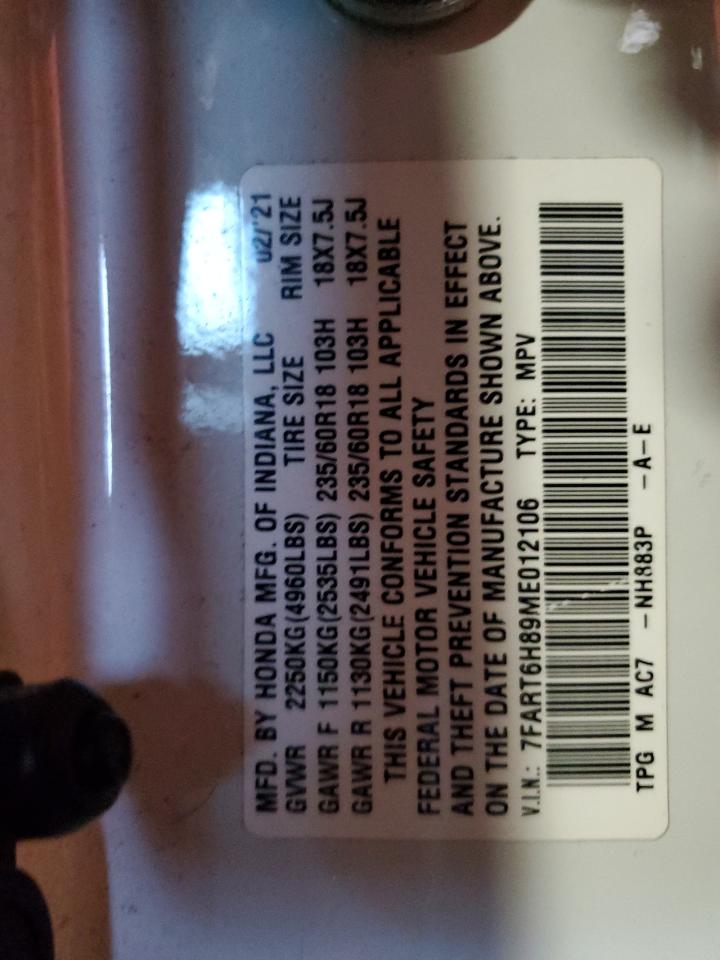 MFD. BY HONDA MFG. OF INDIANA, LLC 02/'21
GVWR 2250KG(4960LBS) TIRE SIZE RIM SIZE
GAWR F 1150KG(2535LBS) 235/60R18 103H 18X7.5J
GAWR R 1130KG(2491LBS) 235/60R18 103H 18X7.5J
THIS VEHICLE CONFORMS TO ALL APPLICABLE
FEDERAL MOTOR VEHICLE SAFETY
AND THEFT PREVENTION STANDARDS IN EFFECT
ON THE DATE OF MANUFACTURE SHOWN ABOVE.
V.I.N.: 7FART6H89ME012106 TYPE: MPV
TPG M AC7 -NH883P -A-E